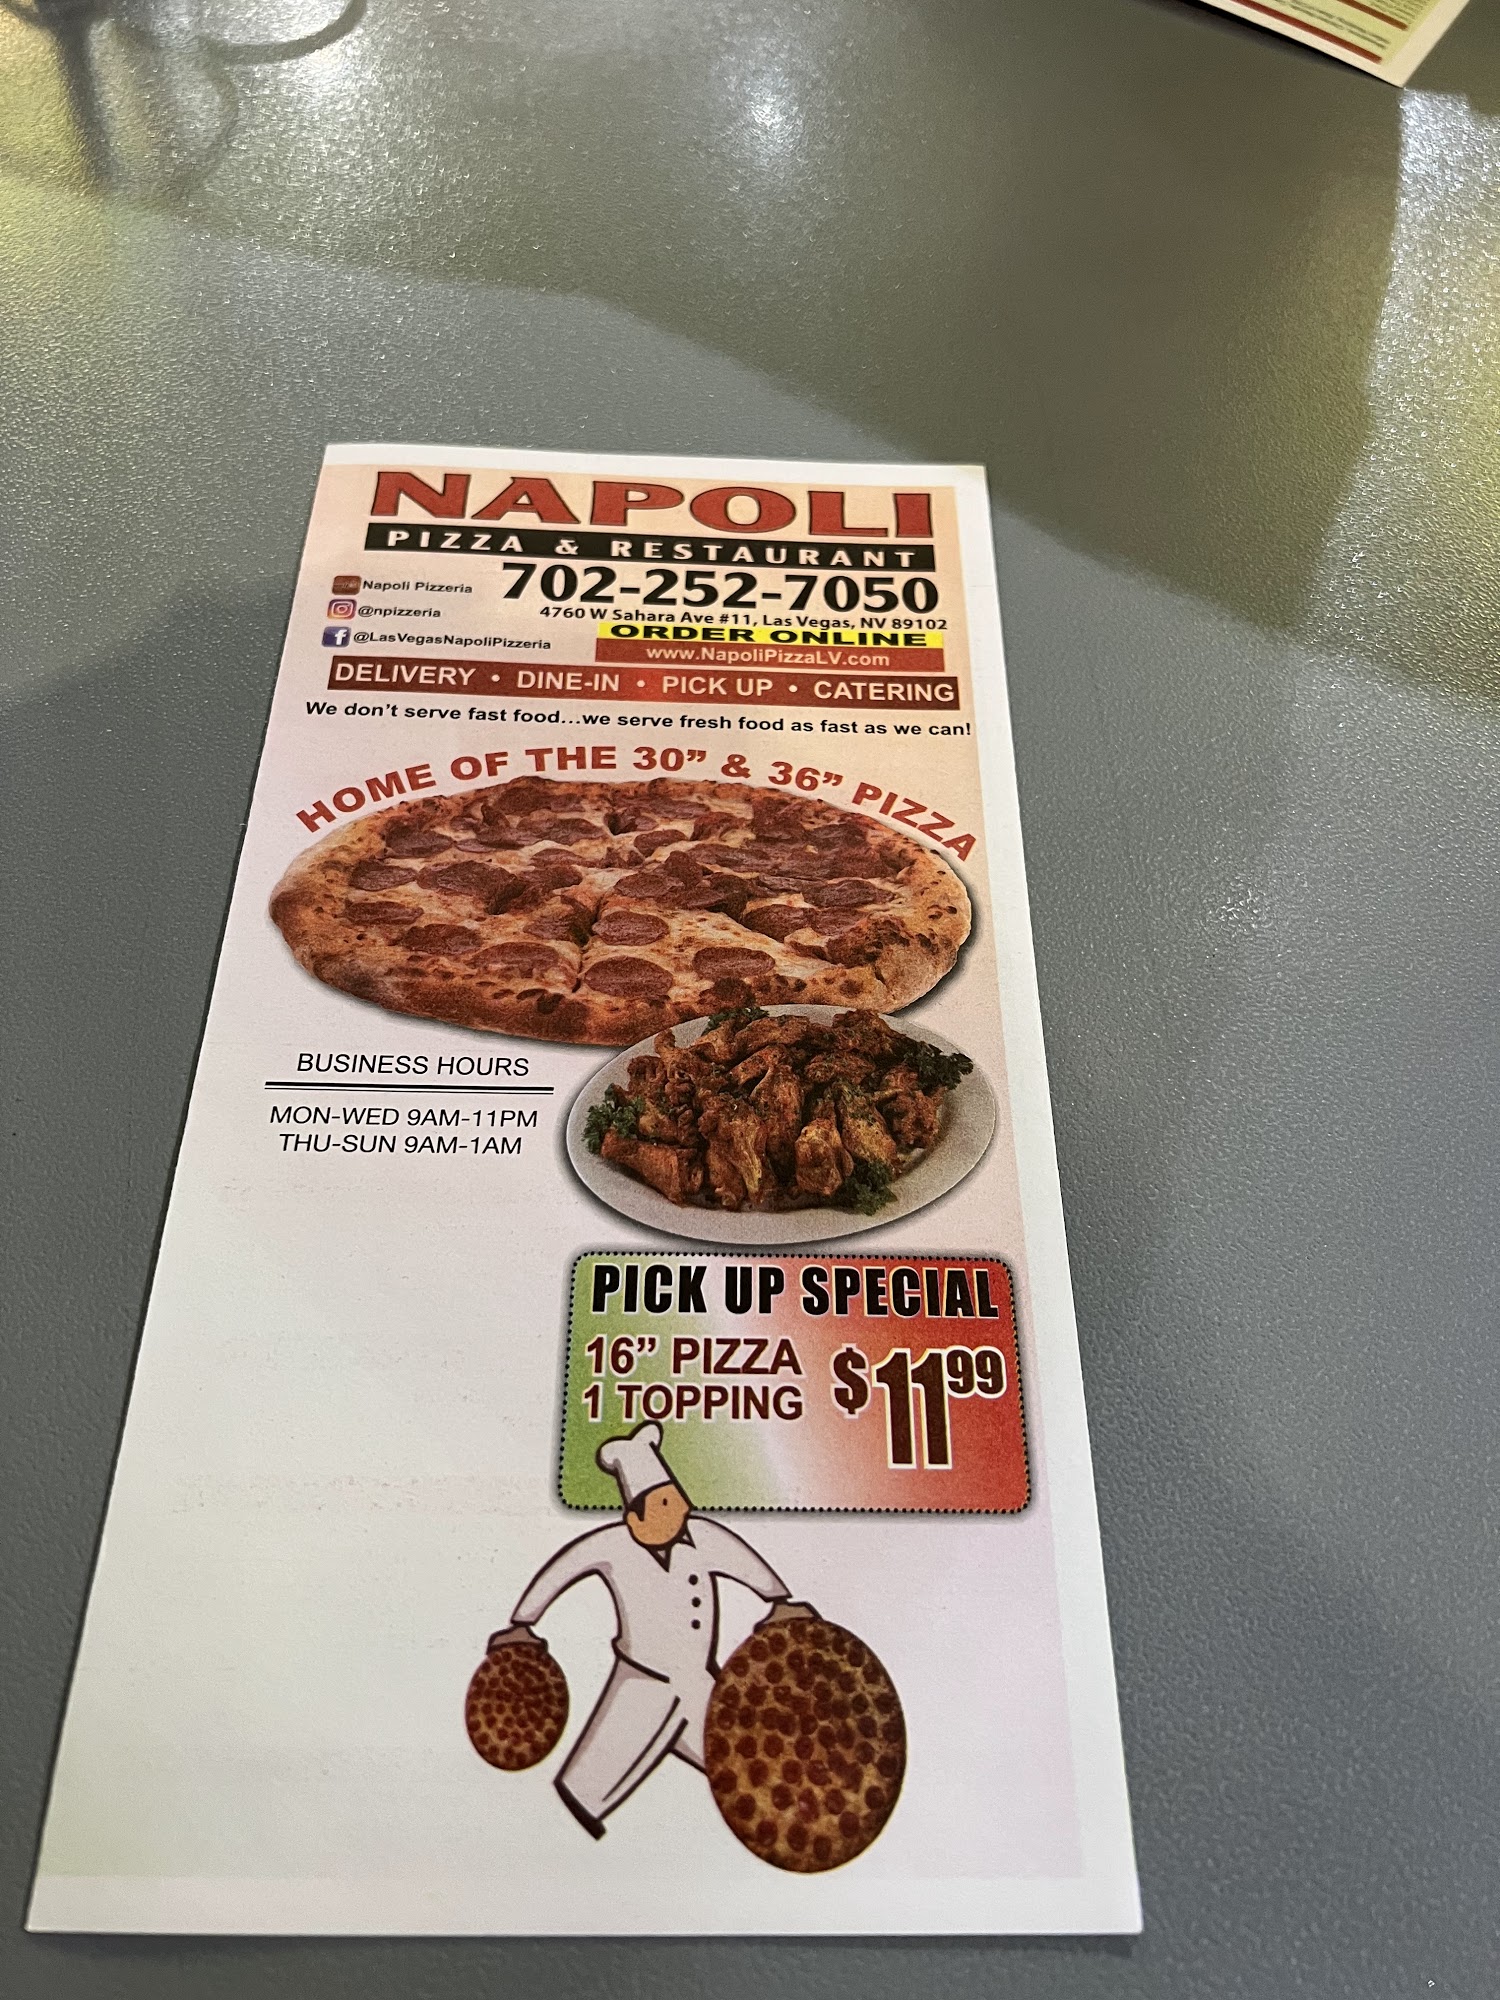 NAPOLI
PIZZA & RESTAURANT
702-252-7050
4760 W Sahara Ave #11, Las Vegas, NV 89102
Napoli Pizzeria
@npizzeria
@LasVegasNapoliPizzeria
ORDER ONLINE
www.NapoliPizzaLV.com
DELIVERY • DINE-IN • PICK UP • CATERING
We don't serve fast food...we serve fresh food as fast as we can!
HOME OF THE 30” & 36” PIZZA
BUSINESS HOURS
MON-WED 9AM-11PM
THU-SUN 9AM-1AM
PICK UP SPECIAL
16” PIZZA
1 TOPPING
$1199